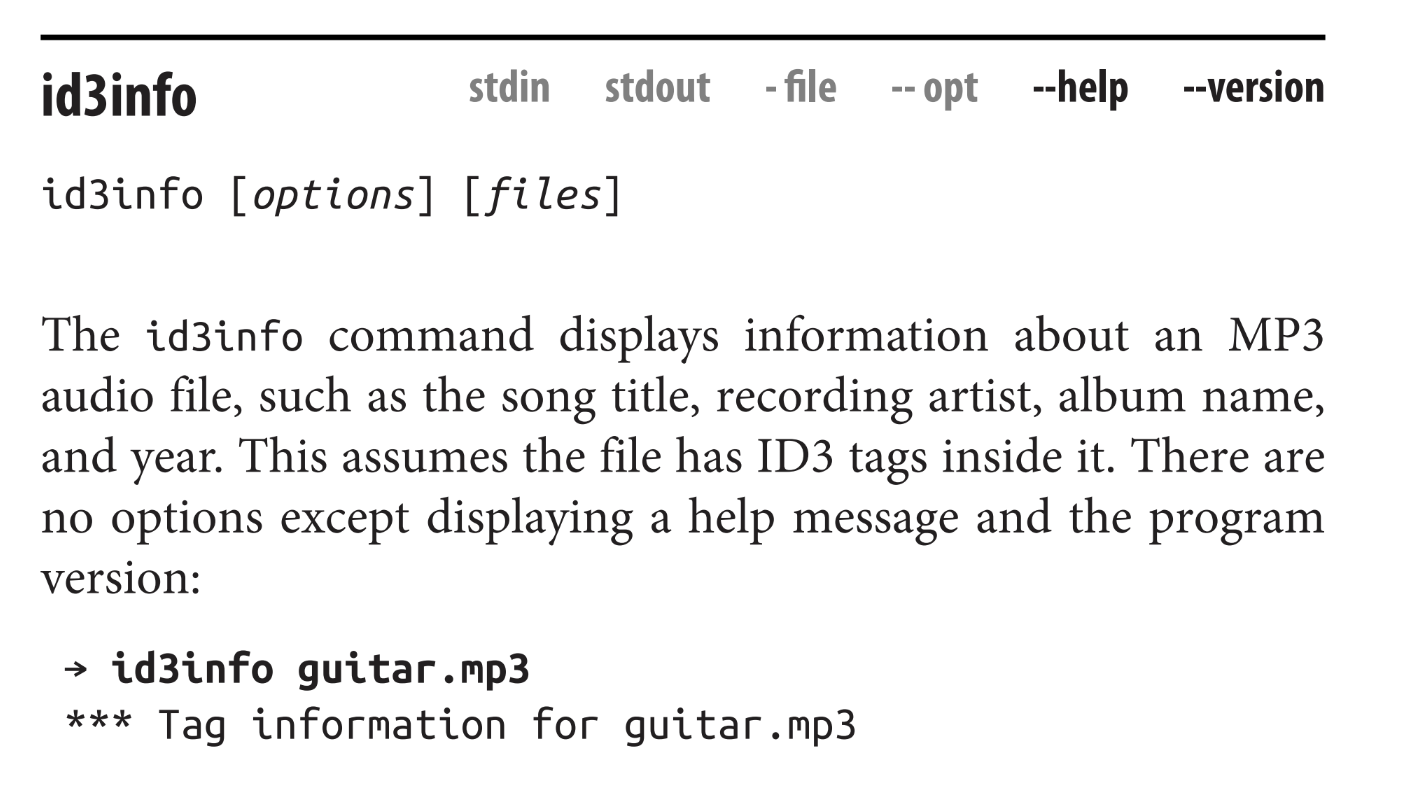 id3info stdin stdout - file -- opt --help --version
id3info [options] [files]
The id3info command displays information about an MP3
audio file, such as the song title, recording artist, album name,
and year. This assumes the file has ID3 tags inside it. There are
no options except displaying a help message and the program
version:
→ id3info guitar.mp3
*** Tag information for guitar.mp3